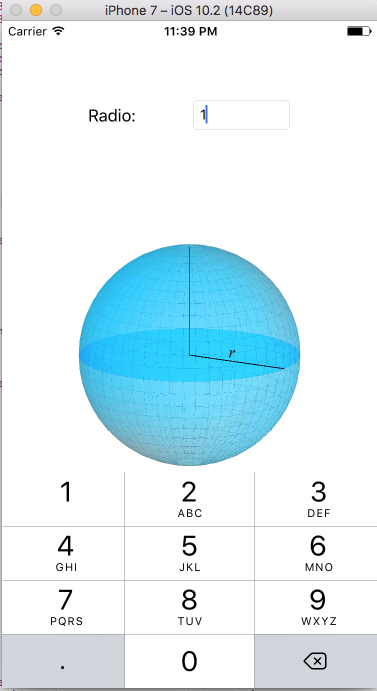 iPhone 7 – iOS 10.2 (14C89)
Carrier 11:39 PM
Radio: 1
r
1 2 3
ABC DEF
4 5 6
GHI JKL MNO
7 8 9
PQRS TUV WXYZ
. 0